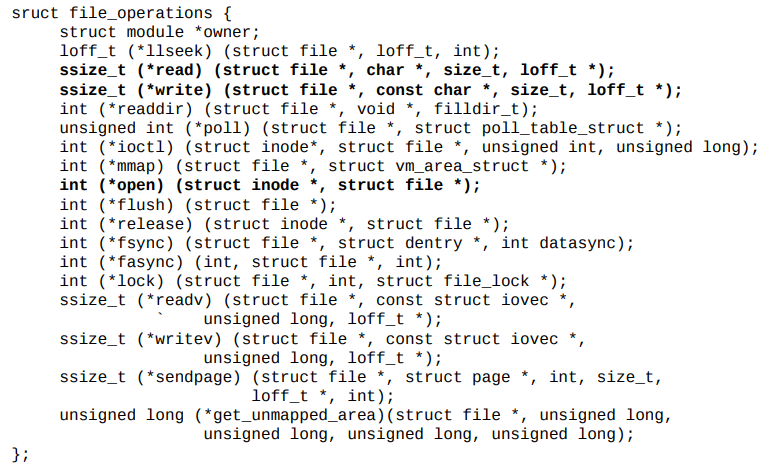 sruct file_operations {
struct module *owner;
loff_t (*llseek) (struct file *, loff_t, int);
ssize_t (*read) (struct file *, char *, size_t, loff_t *);
ssize_t (*write) (struct file *, const char *, size_t, loff_t *);
int (*readdir) (struct file *, void *, filldir_t);
unsigned int (*poll) (struct file *, struct poll_table_struct *);
int (*ioctl) (struct inode*, struct file *, unsigned int, unsigned long);
int (*mmap) (struct file *, struct vm_area_struct *);
int (*open) (struct inode *, struct file *);
int (*flush) (struct file *);
int (*release) (struct inode *, struct file *);
int (*fsync) (struct file *, struct dentry *, int datasync);
int (*fasync) (int, struct file *, int);
int (*lock) (struct file *, int, struct file_lock *);
ssize_t (*readv) (struct file *, const struct iovec *,
` unsigned long, loff_t *);
ssize_t (*writev) (struct file *, const struct iovec *,
unsigned long, loff_t *);
ssize_t (*sendpage) (struct file *, struct page *, int, size_t,
loff_t *, int);
unsigned long (*get_unmapped_area)(struct file *, unsigned long,
unsigned long, unsigned long, unsigned long);
};